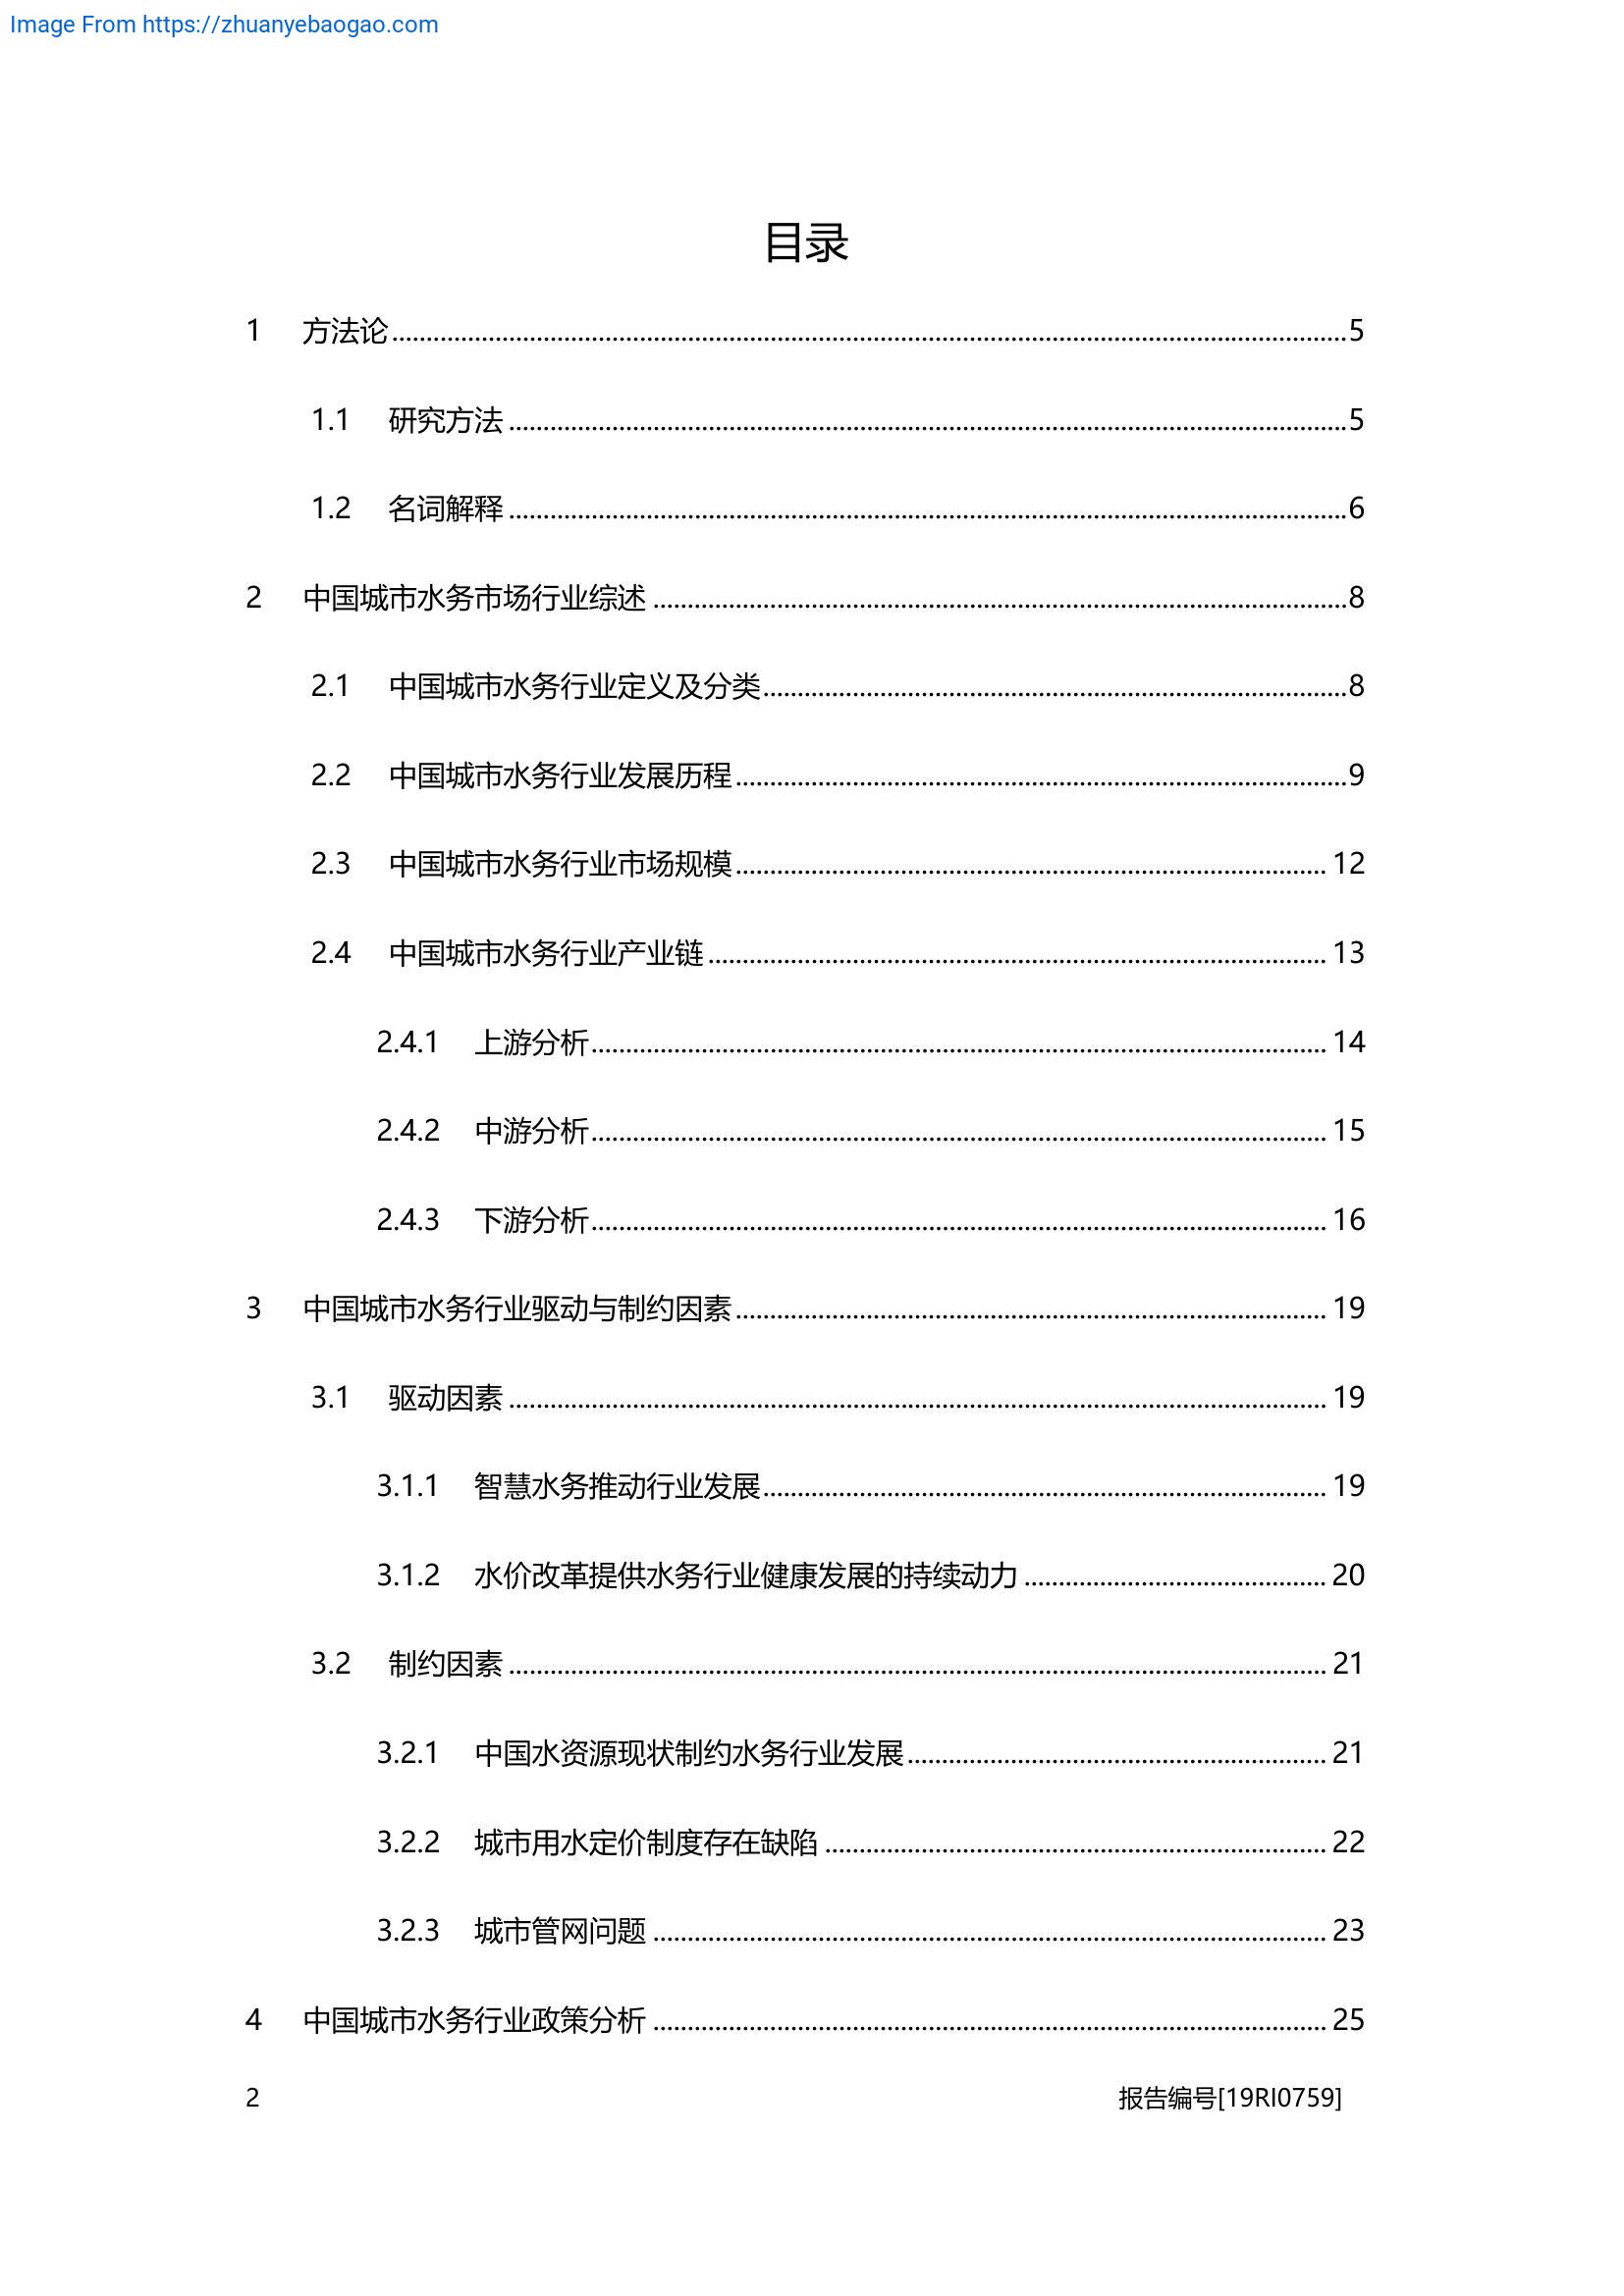 Image From https://zhuanyebaogao.com
目录
1 方法论 5
1.1 研究方法 5
1.2 名词解释 6
2 中国城市水务市场行业综述 8
2.1 中国城市水务行业定义及分类 8
2.2 中国城市水务行业发展历程 9
2.3 中国城市水务行业市场规模 12
2.4 中国城市水务行业产业链 13
2.4.1 上游分析 14
2.4.2 中游分析 15
2.4.3 下游分析 16
3 中国城市水务行业驱动与制约因素 19
3.1 驱动因素 19
3.1.1 智慧水务推动行业发展 19
3.1.2 水价改革提供水务行业健康发展的持续动力 20
3.2 制约因素 21
3.2.1 中国水资源现状制约水务行业发展 21
3.2.2 城市用水定价制度存在缺陷 22
3.2.3 城市管网问题 23
4 中国城市水务行业政策分析 25
2 报告编号[19RI0759]